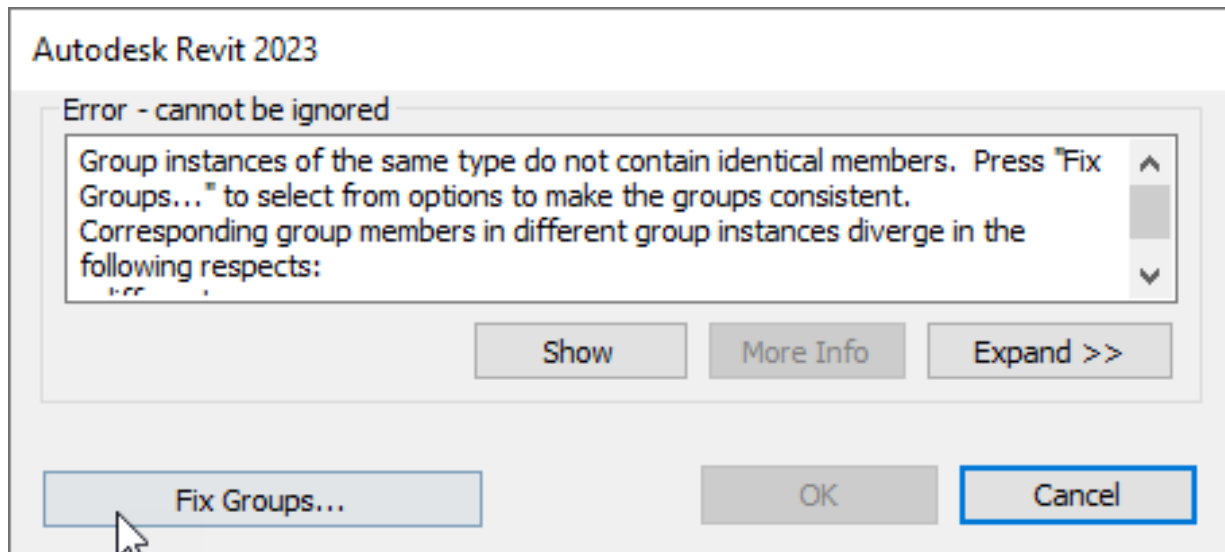 Autodesk Revit 2023
Error - cannot be ignored
Group instances of the same type do not contain identical members.  Press "Fix
Groups..." to select from options to make the groups consistent.
Corresponding group members in different group instances diverge in the
following respects:
Show
More Info
Expand >>
Fix Groups...
OK
Cancel